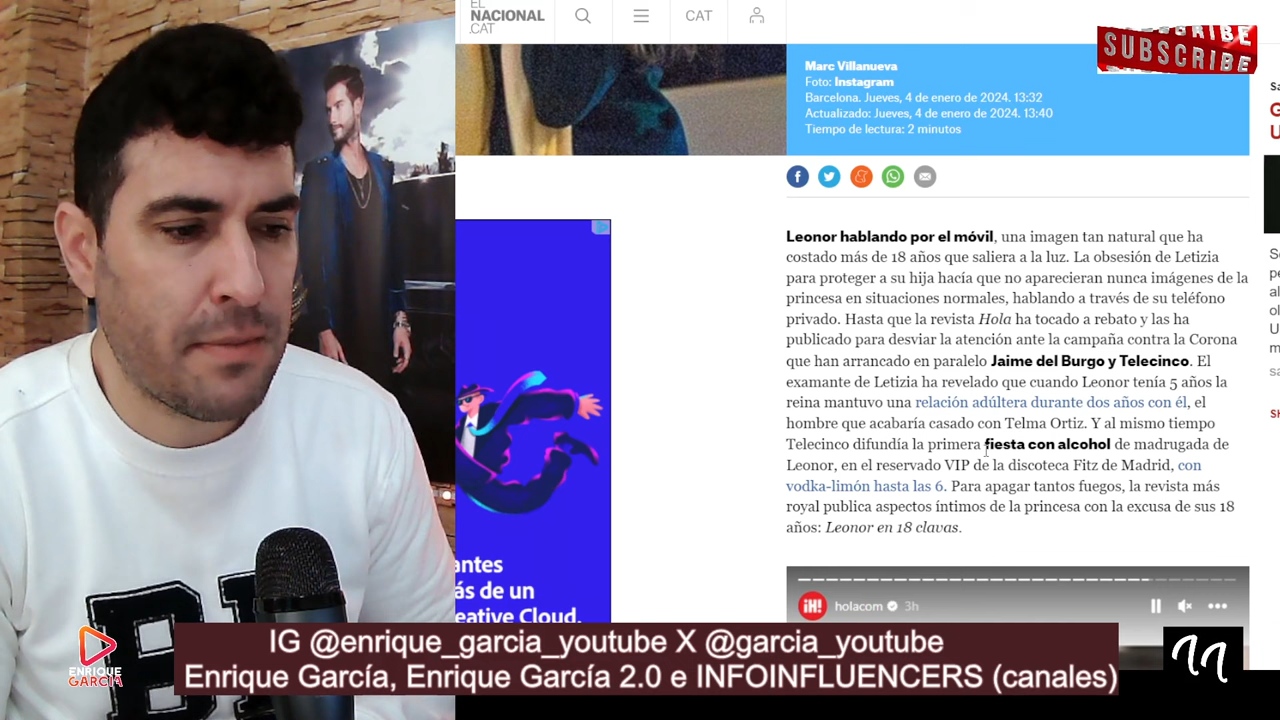 EL
NACIONAL
.CAT
CAT
SUBSCRIBE
SUBSCRIBE
Marc Villanueva
Foto: Instagram
Barcelona. Jueves, 4 de enero de 2024. 13:32
Actualizado: Jueves, 4 de enero de 2024. 13:40
Tiempo de lectura: 2 minutos
Leonor hablando por el móvil, una imagen tan natural que ha
costado más de 18 años que saliera a la luz. La obsesión de Letizia
para proteger a su hija hacía que no aparecieran nunca imágenes de la
princesa en situaciones normales, hablando a través de su teléfono
privado. Hasta que la revista Hola ha tocado a rebato y las ha
publicado para desviar la atención ante la campaña contra la Corona
que han arrancado en paralelo Jaime del Burgo y Telecinco. El
examante de Letizia ha revelado que cuando Leonor tenía 5 años la
reina mantuvo una relación adúltera durante dos años con él, el
hombre que acabaría casado con Telma Ortiz. Y al mismo tiempo
Telecinco difundía la primera fiesta con alcohol de madrugada de
Leonor, en el reservado VIP de la discoteca Fitz de Madrid, con
vodka-limón hasta las 6. Para apagar tantos fuegos, la revista más
royal publica aspectos íntimos de la princesa con la excusa de sus 18
años: Leonor en 18 clavas.
antes
ás de un
eative Cloud.
¡H!
holacom 3h
IG @enrique_garcia_youtube X @garcia_youtube
Enrique García, Enrique García 2.0 e INFOINFLUENCERS (canales)
ENRIQUE
GARCÍA